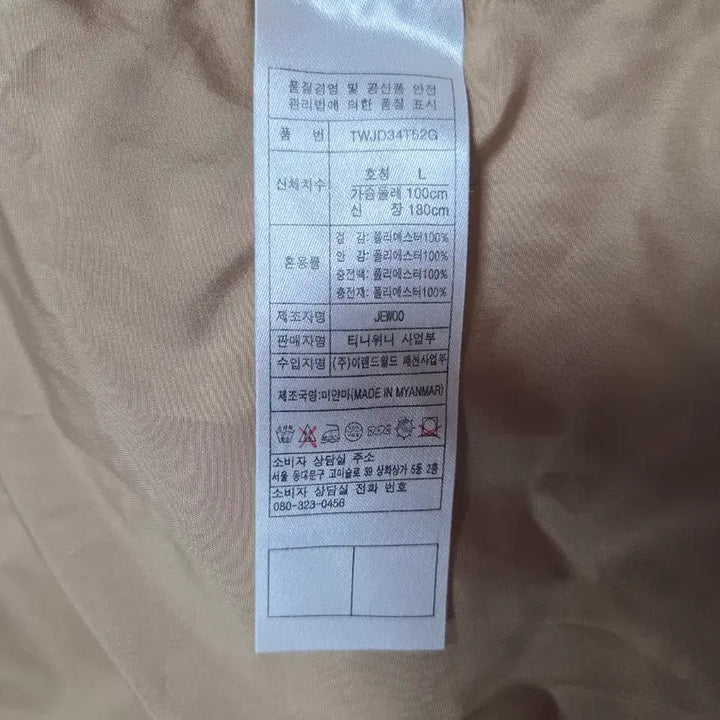 품질경영 및 공산품 안전
관리법에 의한 품질 표시
품 번 TWJD34T52G
신체치수 호칭 L
가슴둘레 100cm
신 장 180cm
혼용률 겉 감: 폴리에스터100%
안 감: 폴리에스터100%
충전백: 폴리에스터100%
충전재: 폴리에스터100%
제조자명 JEWOO
판매자명 티니위니 사업부
수입자명 (주)이랜드월드 패션사업부
제조국명:미얀마(MADE IN MYANMAR)
소비자 상담실 주소
서울 동대문구 고미술로 39 상화상가 5동 2층
소비자 상담실 전화 번호
080-323-0456